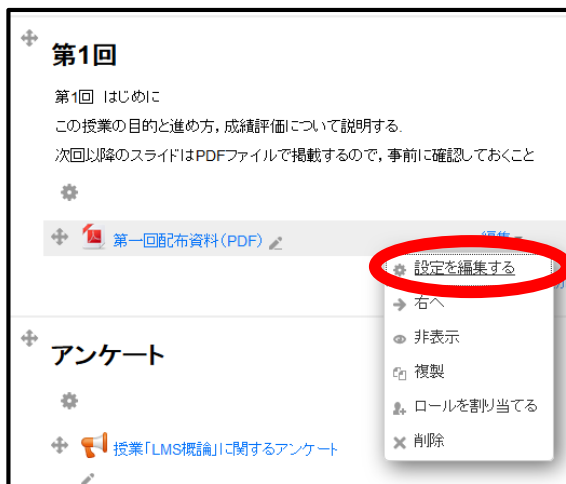 第1回
第1回 はじめに
この授業の目的と進め方，成績評価について説明する.
次回以降のスライドはPDFファイルで掲載するので，事前に確認しておくこと
第一回配布資料(PDF)
編集
設定を編集する
右へ
非表示
複製
ロールを割り当てる
削除
アンケート
授業「LMS概論」に関するアンケート